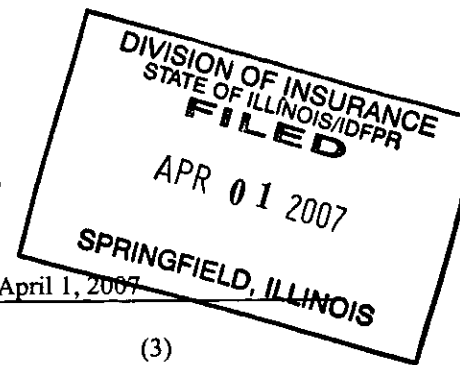 DIVISION OF INSURANCE
STATE OF ILLINOIS/IDFPR
FILED
APR 01 2007
SPRINGFIELD, ILLINOIS
April 1, 2007
(3)